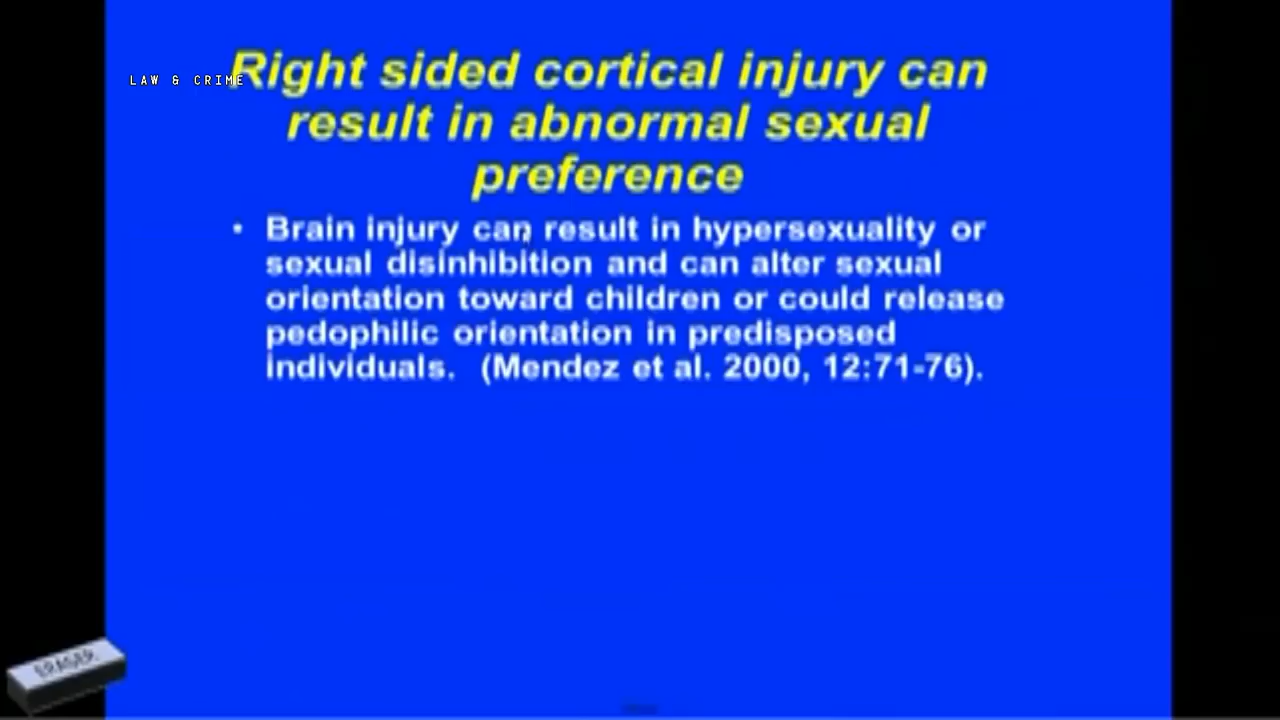 LAW & CRIME
Right sided cortical injury can
result in abnormal sexual
preference
• Brain injury can result in hypersexuality or
sexual disinhibition and can alter sexual
orientation toward children or could release
pedophilic orientation in predisposed
individuals. (Mendez et al. 2000, 12:71-76).
ERASER